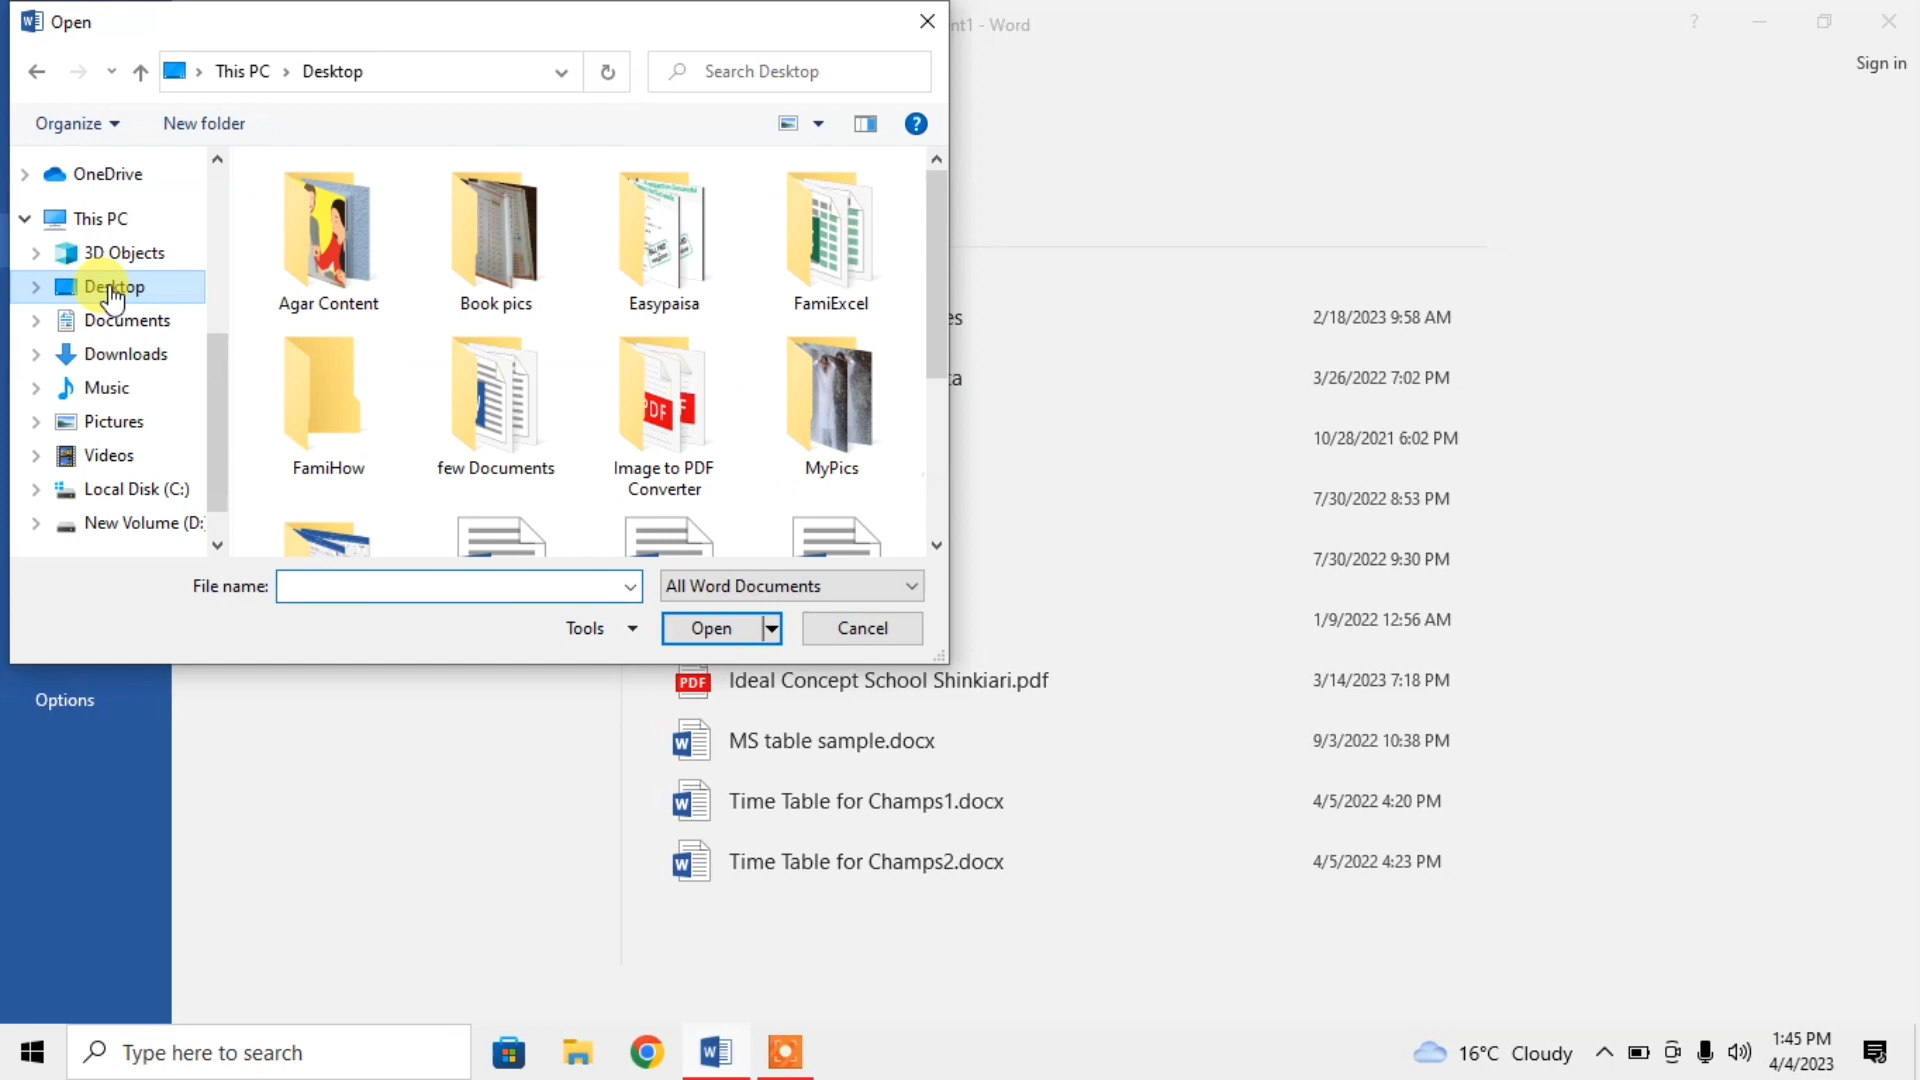 Open
nt1 - Word
?
Sign in
This PC
Desktop
Search Desktop
Organize
New folder
?
OneDrive
This PC
3D Objects
Desktop
Documents
Downloads
Music
Pictures
Videos
Local Disk (C:)
New Volume (D:
Agar Content
Book pics
Easypaisa
FamiExcel
FamiHow
few Documents
Image to PDF
Converter
MyPics
PDF
File name:
All Word Documents
Tools
Open
Cancel
es
2/18/2023 9:58 AM
ta
3/26/2022 7:02 PM
10/28/2021 6:02 PM
7/30/2022 8:53 PM
7/30/2022 9:30 PM
1/9/2022 12:56 AM
PDF
Ideal Concept School Shinkiari.pdf
3/14/2023 7:18 PM
MS table sample.docx
9/3/2022 10:38 PM
Time Table for Champs1.docx
4/5/2022 4:20 PM
Time Table for Champs2.docx
4/5/2022 4:23 PM
Options
Type here to search
16°C Cloudy
1:45 PM
4/4/2023